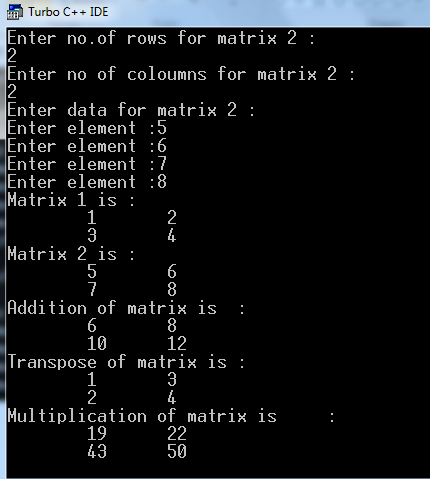 Turbo C++ IDE
Enter no.of rows for matrix 2 :
2
Enter no of coloumns for matrix 2 :
2
Enter data for matrix 2 :
Enter element :5
Enter element :6
Enter element :7
Enter element :8
Matrix 1 is :
1 2
3 4
Matrix 2 is :
5 6
7 8
Addition of matrix is  :
6 8
10 12
Transpose of matrix is :
1 3
2 4
Multiplication of matrix is     :
19 22
43 50